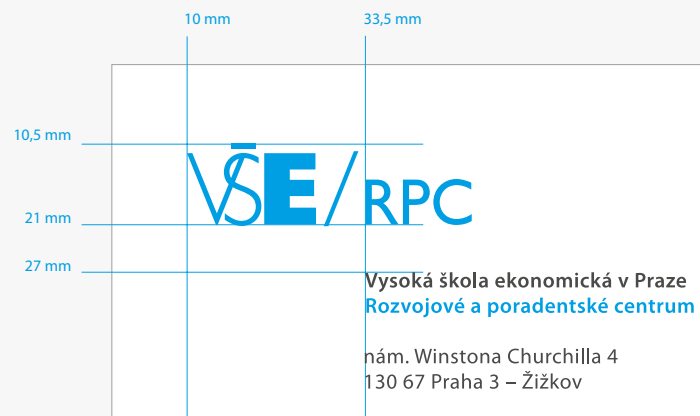 10 mm
33,5 mm
10,5 mm
VŠE/RPC
21 mm
27 mm
Vysoká škola ekonomická v Praze
Rozvojové a poradentské centrum
nám. Winstona Churchilla 4
130 67 Praha 3 – Žižkov